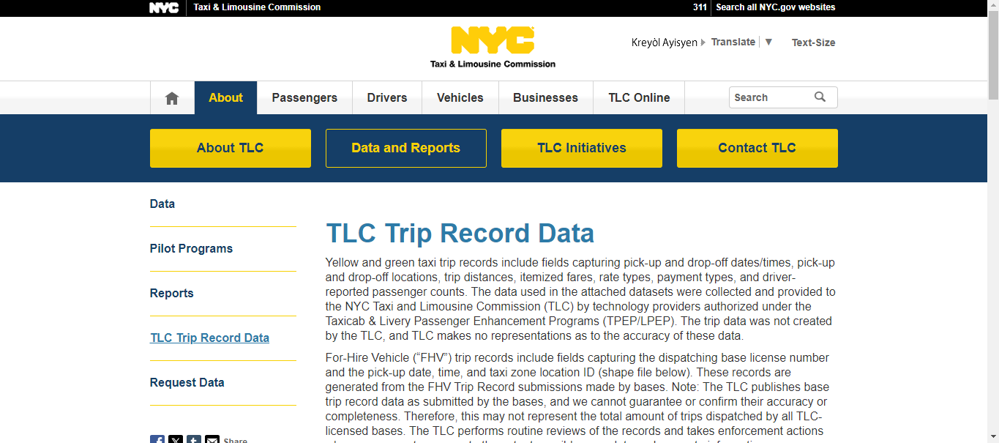 NYC Taxi & Limousine Commission 311 Search all NYC.gov websites
NYC
Taxi & Limousine Commission
Kreyòl Ayisyen Translate ▼ Text-Size
About Passengers Drivers Vehicles Businesses TLC Online Search
About TLC Data and Reports TLC Initiatives Contact TLC
Data
Pilot Programs
Reports
TLC Trip Record Data
Request Data
Share
TLC Trip Record Data
Yellow and green taxi trip records include fields capturing pick-up and drop-off dates/times, pick-up
and drop-off locations, trip distances, itemized fares, rate types, payment types, and driver-
reported passenger counts. The data used in the attached datasets were collected and provided to
the NYC Taxi and Limousine Commission (TLC) by technology providers authorized under the
Taxicab & Livery Passenger Enhancement Programs (TPEP/LPEP). The trip data was not created
by the TLC, and TLC makes no representations as to the accuracy of these data.
For-Hire Vehicle (“FHV”) trip records include fields capturing the dispatching base license number
and the pick-up date, time, and taxi zone location ID (shape file below). These records are
generated from the FHV Trip Record submissions made by bases. Note: The TLC publishes base
trip record data as submitted by the bases, and we cannot guarantee or confirm their accuracy or
completeness. Therefore, this may not represent the total amount of trips dispatched by all TLC-
licensed bases. The TLC performs routine reviews of the records and takes enforcement actions